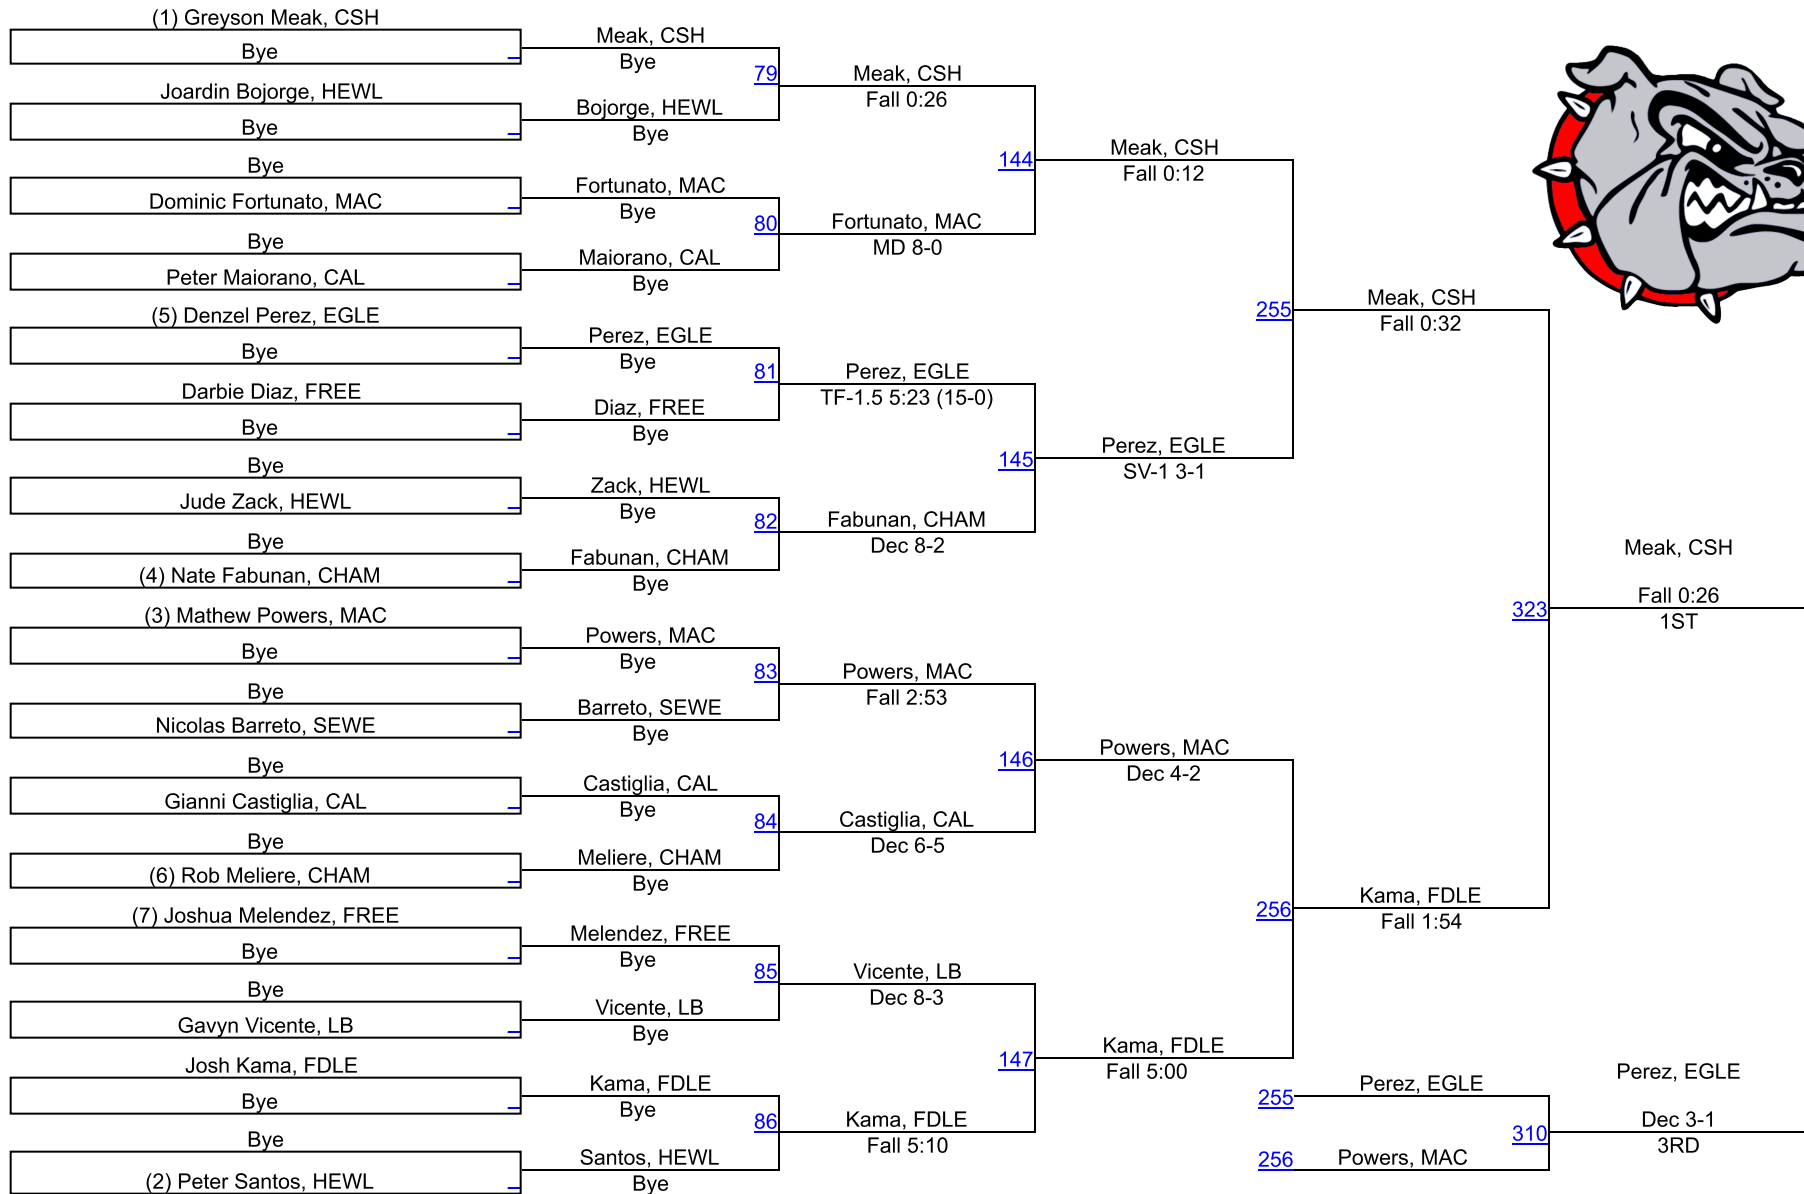 (1) Greyson Meak, CSH
Bye
Joardin Bojorge, HEWL
Bye
Bye
Dominic Fortunato, MAC
Bye
Peter Maiorano, CAL
(5) Denzel Perez, EGLE
Bye
Darbie Diaz, FREE
Bye
Bye
Jude Zack, HEWL
Bye
(4) Nate Fabunan, CHAM
(3) Mathew Powers, MAC
Bye
Bye
Nicolas Barreto, SEWE
Bye
Gianni Castiglia, CAL
Bye
(6) Rob Meliere, CHAM
(7) Joshua Melendez, FREE
Bye
Bye
Gavyn Vicente, LB
Josh Kama, FDLE
Bye
Bye
(2) Peter Santos, HEWL
Meak, CSH
Bye
79
Bojorge, HEWL
Bye
Fortunato, MAC
Bye
80
Maiorano, CAL
Bye
Perez, EGLE
Bye
81
Diaz, FREE
Bye
Zack, HEWL
Bye
82
Fabunan, CHAM
Bye
Powers, MAC
Bye
83
Barreto, SEWE
Bye
Castiglia, CAL
Bye
84
Meliere, CHAM
Bye
Melendez, FREE
Bye
85
Vicente, LB
Bye
Kama, FDLE
Bye
86
Santos, HEWL
Bye
Meak, CSH
Fall 0:26
144
Fortunato, MAC
MD 8-0
Perez, EGLE
TF-1.5 5:23 (15-0)
145
Fabunan, CHAM
Dec 8-2
Powers, MAC
Fall 2:53
146
Castiglia, CAL
Dec 6-5
Vicente, LB
Dec 8-3
147
Kama, FDLE
Fall 5:10
Meak, CSH
Fall 0:12
255
Perez, EGLE
SV-1 3-1
Powers, MAC
Dec 4-2
256
Kama, FDLE
Fall 5:00
Meak, CSH
Fall 0:32
323
Kama, FDLE
Fall 1:54
Meak, CSH
Fall 0:26
1ST
255
Perez, EGLE
310
256
Powers, MAC
Perez, EGLE
Dec 3-1
3RD